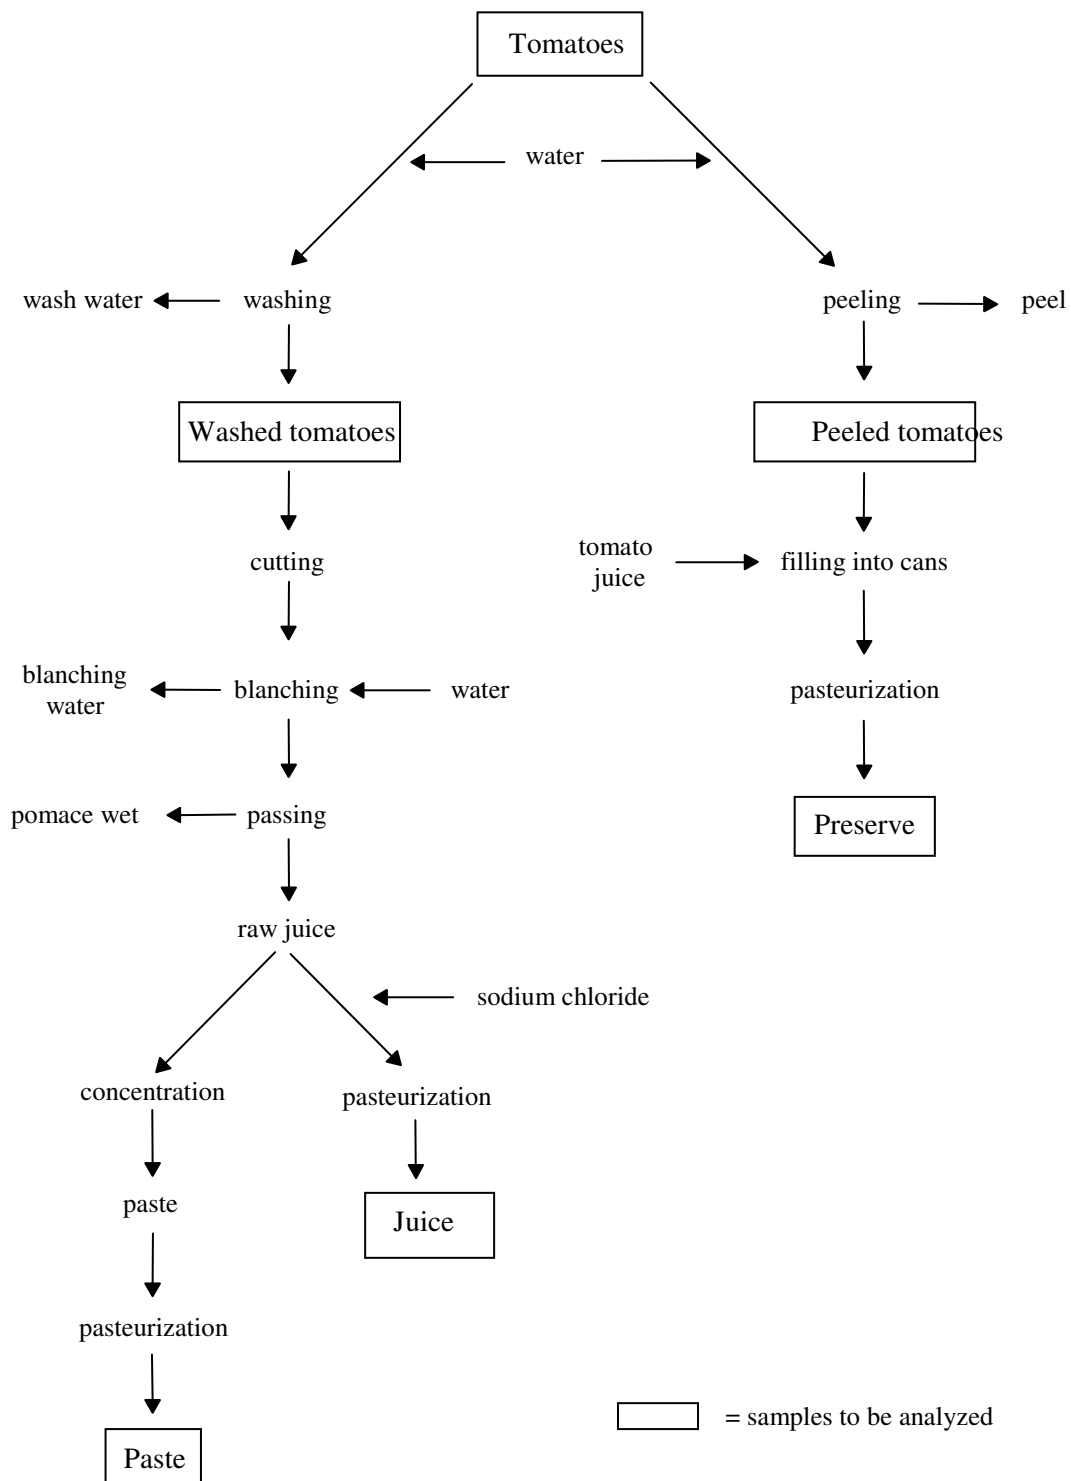 Tomatoes
water
wash water
washing
peeling
peel
Washed tomatoes
Peeled tomatoes
cutting
tomato
juice
filling into cans
blanching
water
blanching
water
pasteurization
pomace wet
passing
Preserve
raw juice
sodium chloride
concentration
pasteurization
paste
Juice
pasteurization
= samples to be analyzed
Paste